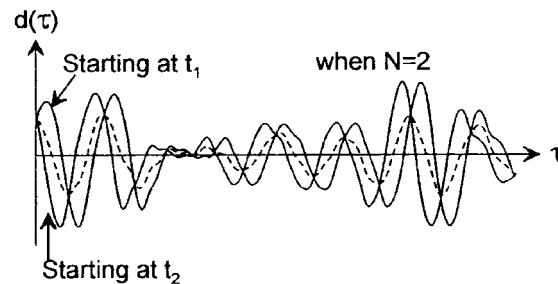 d(τ)
Starting at t₁
when N=2
τ
Starting at t₂